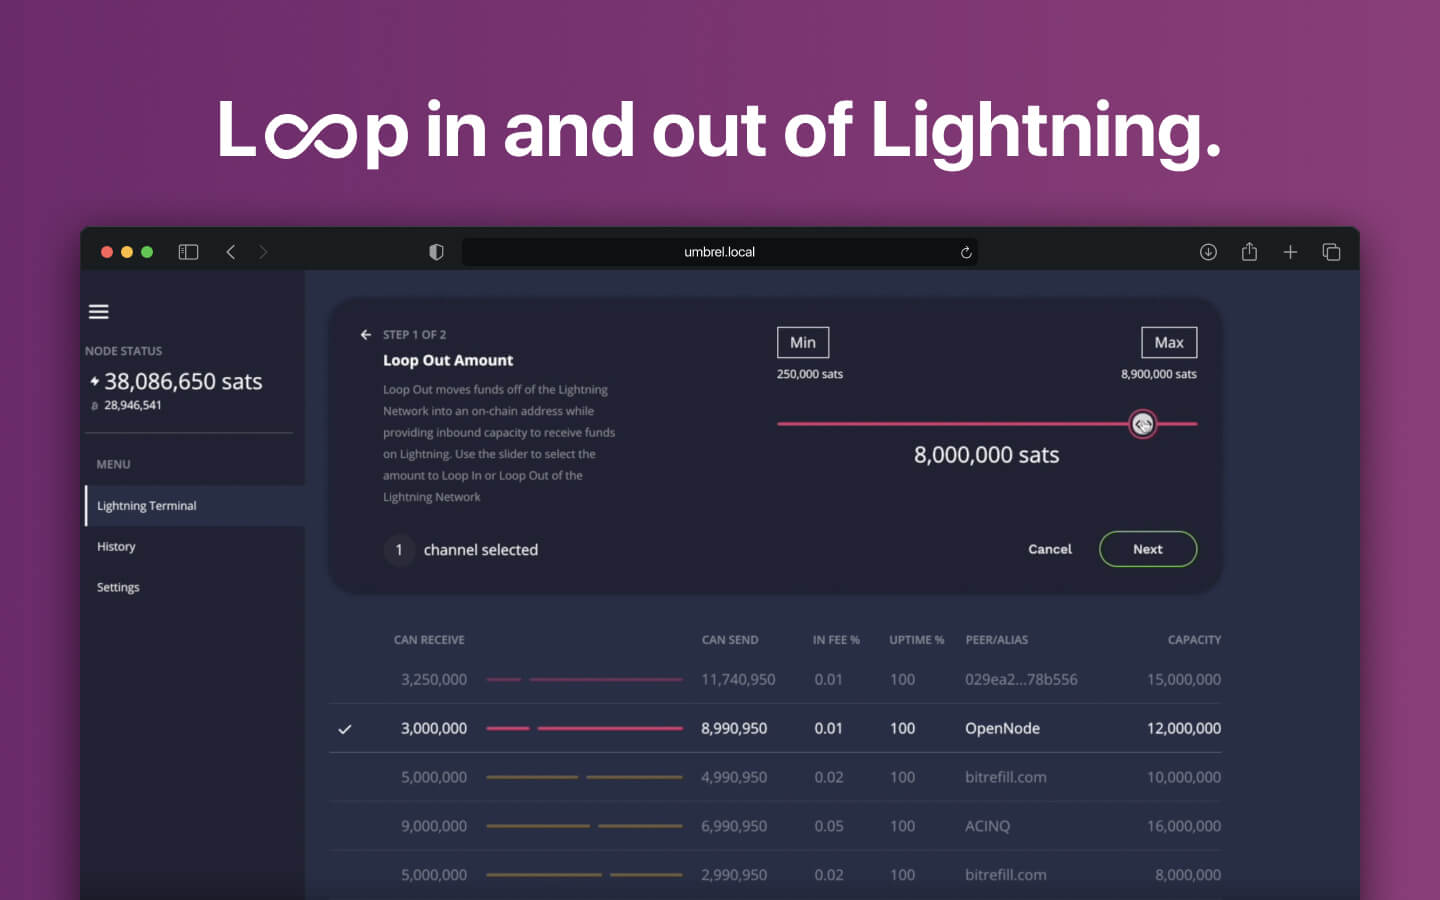 Loop in and out of Lightning.
umbrel.local
NODE STATUS
38,086,650 sats
28,946,541
MENU
Lightning Terminal
History
Settings
STEP 1 OF 2
Loop Out Amount
Loop Out moves funds off of the Lightning
Network into an on-chain address while
providing inbound capacity to receive funds
on Lightning. Use the slider to select the
amount to Loop In or Loop Out of the
Lightning Network
1 channel selected
Min Max
250,000 sats 8,900,000 sats
8,000,000 sats
Cancel Next
CAN RECEIVE CAN SEND IN FEE % UPTIME % PEER/ALIAS CAPACITY
3,250,000 11,740,950 0.01 100 029ea2...78b556 15,000,000
3,000,000 8,990,950 0.01 100 OpenNode 12,000,000
5,000,000 4,990,950 0.02 100 bitrefill.com 10,000,000
9,000,000 6,990,950 0.05 100 ACINQ 16,000,000
5,000,000 2,990,950 0.02 100 bitrefill.com 8,000,000